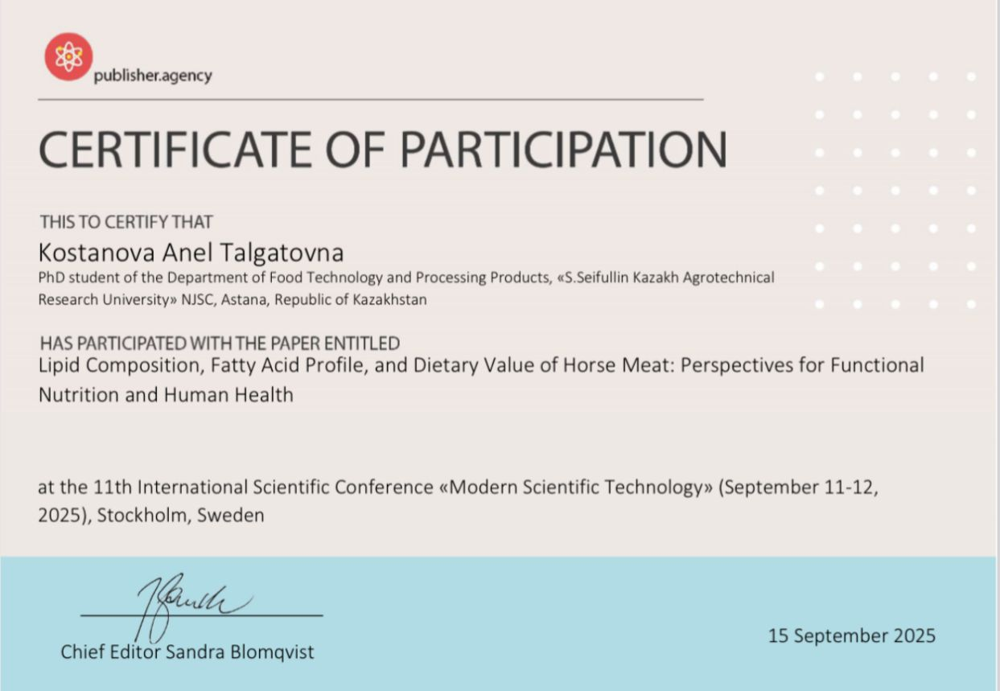 publisher.agency
CERTIFICATE OF PARTICIPATION
THIS TO CERTIFY THAT
Kostanova Anel Talgatovna
PhD student of the Department of Food Technology and Processing Products, «S.Seifullin Kazakh Agrotechnical
Research University» NJSC, Astana, Republic of Kazakhstan
HAS PARTICIPATED WITH THE PAPER ENTITLED
Lipid Composition, Fatty Acid Profile, and Dietary Value of Horse Meat: Perspectives for Functional
Nutrition and Human Health
at the 11th International Scientific Conference «Modern Scientific Technology» (September 11-12,
2025), Stockholm, Sweden
Chief Editor Sandra Blomqvist
15 September 2025